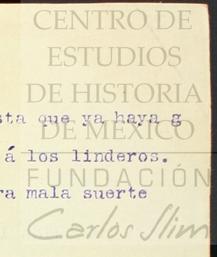 CENTRO DE
ESTUDIOS
DE HISTORIA
sta que ya haya g
DE MÉXICO
á los linderos.
FUNDACIÓN
ra mala suerte
Carlos Slim